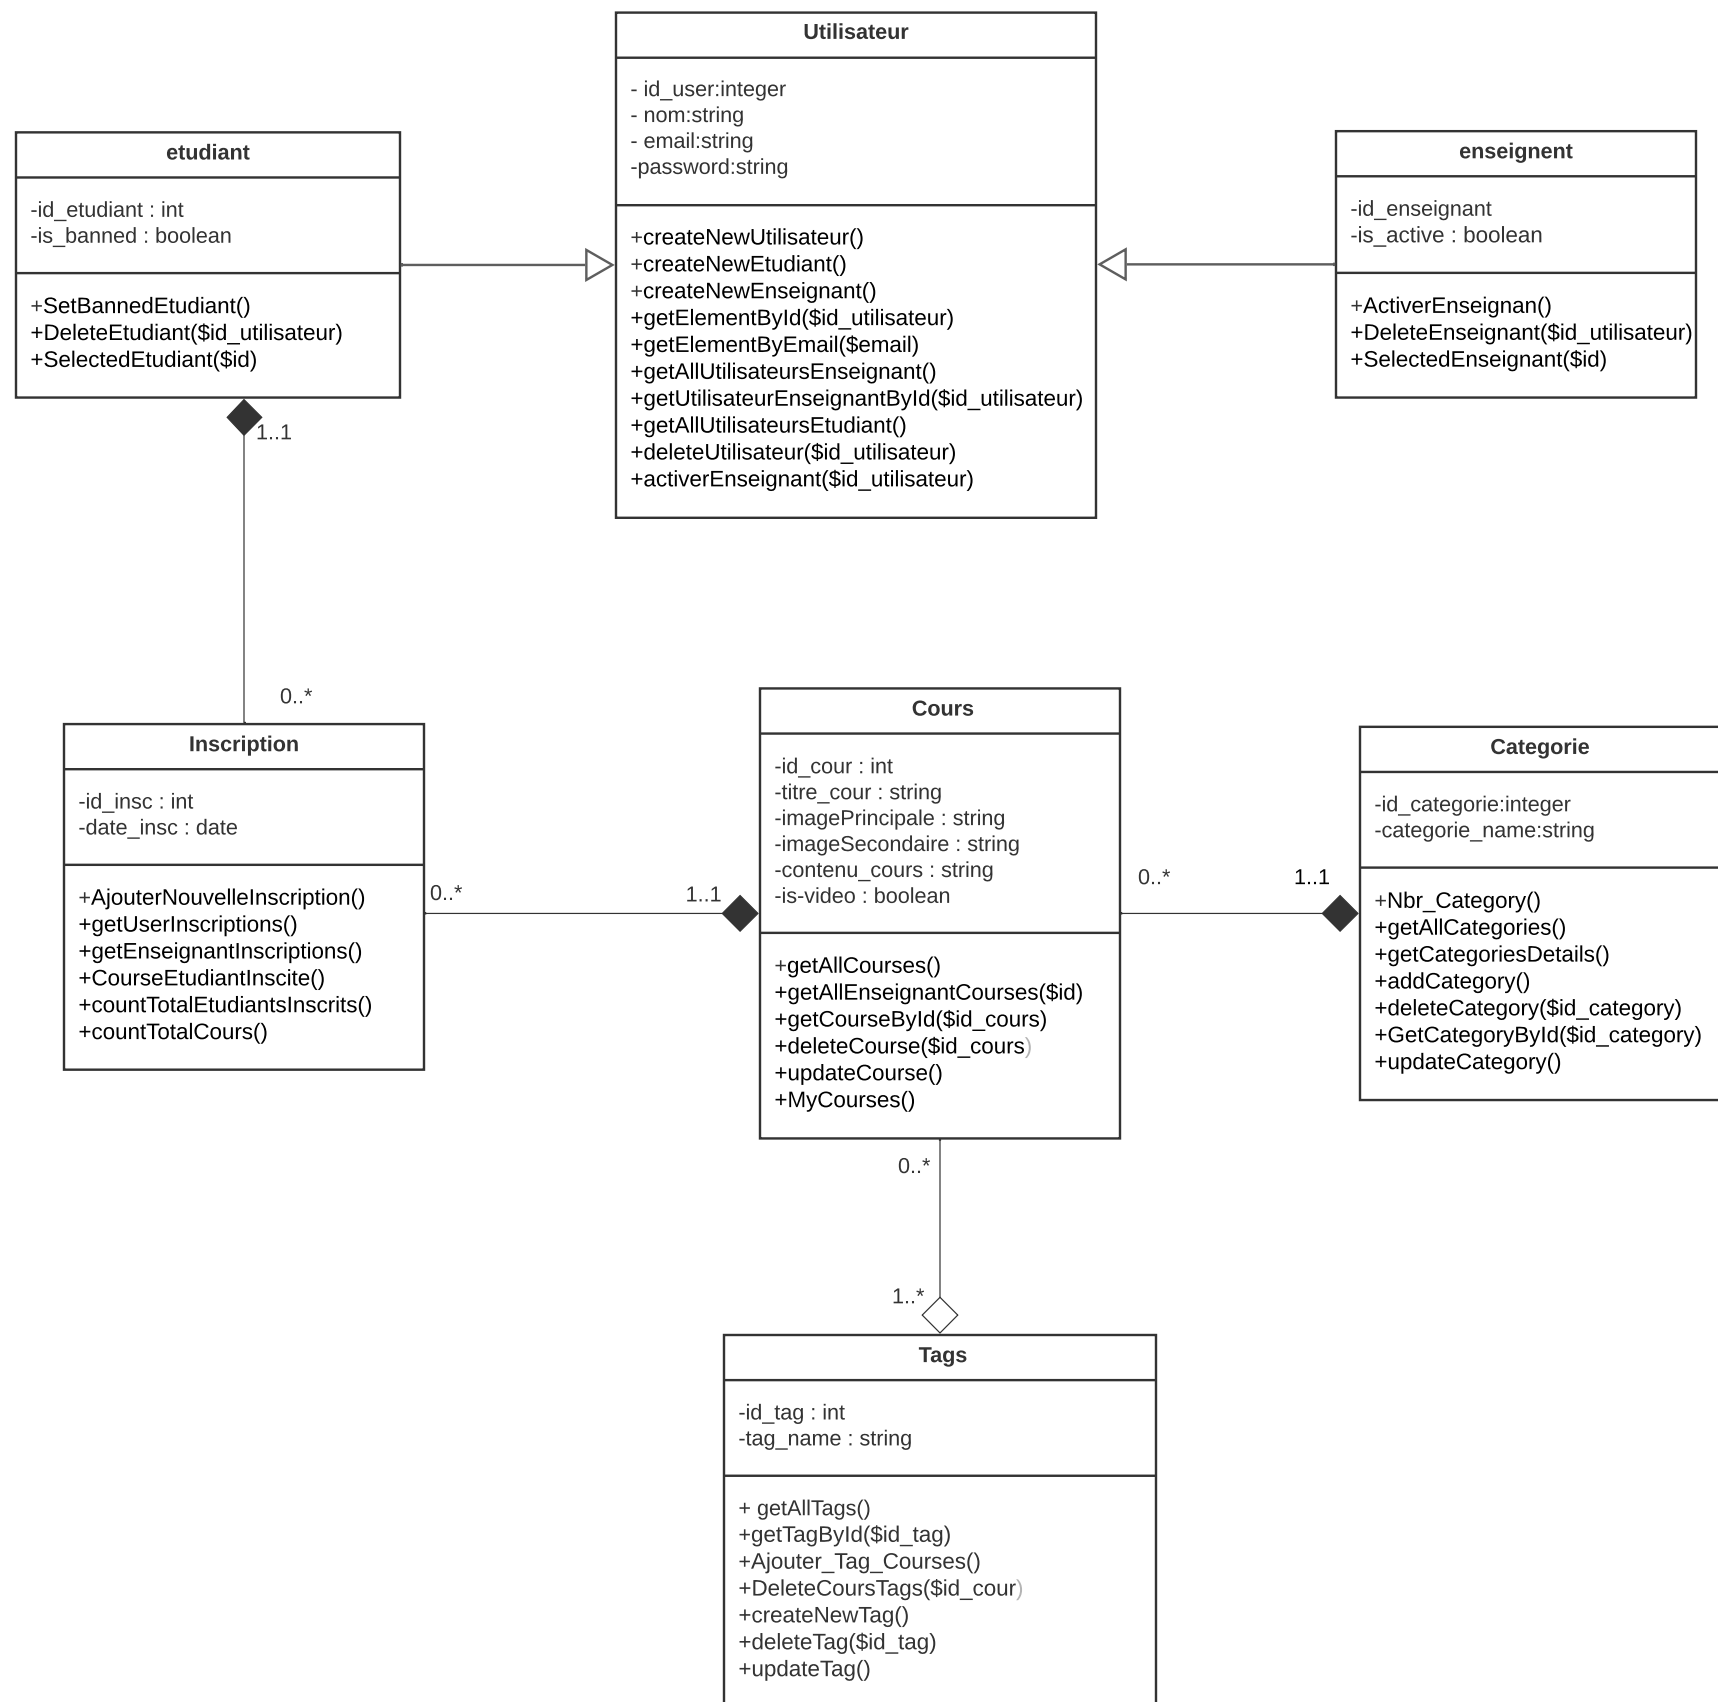 Utilisateur
- id_user:integer
- nom:string
- email:string
-password:string
+createNewUtilisateur()
+createNewEtudiant()
+createNewEnseignant()
+getElementById($id_utilisateur)
+getElementByEmail($email)
+getAllUtilisateursEnseignant()
+getUtilisateurEnseignantById($id_utilisateur)
+getAllUtilisateursEtudiant()
+deleteUtilisateur($id_utilisateur)
+activerEnseignant($id_utilisateur)
etudiant
-id_etudiant : int
-is_banned : boolean
+SetBannedEtudiant()
+DeleteEtudiant($id_utilisateur)
+SelectedEtudiant($id)
enseignent
-id_enseignant
-is_active : boolean
+ActiverEnseignan()
+DeleteEnseignant($id_utilisateur)
+SelectedEnseignant($id)
1..1
0..*
Inscription
-id_insc : int
-date_insc : date
+AjouterNouvelleInscription()
+getUserInscriptions()
+getEnseignantInscriptions()
+CourseEtudiantInscite()
+countTotalEtudiantsInscrits()
+countTotalCours()
0..*
1..1
Cours
-id_cour : int
-titre_cour : string
-imagePrincipale : string
-imageSecondaire : string
-contenu_cours : string
-is-video : boolean
+getAllCourses()
+getAllEnseignantCourses($id)
+getCourseById($id_cours)
+deleteCourse($id_cours)
+updateCourse()
+MyCourses()
0..*
1..1
Categorie
-id_categorie:integer
-categorie_name:string
+Nbr_Category()
+getAllCategories()
+getCategoriesDetails()
+addCategory()
+deleteCategory($id_category)
+GetCategoryById($id_category)
+updateCategory()
0..*
1..*
Tags
-id_tag : int
-tag_name : string
+ getAllTags()
+getTagById($id_tag)
+Ajouter_Tag_Courses()
+DeleteCoursTags($id_cour)
+createNewTag()
+deleteTag($id_tag)
+updateTag()